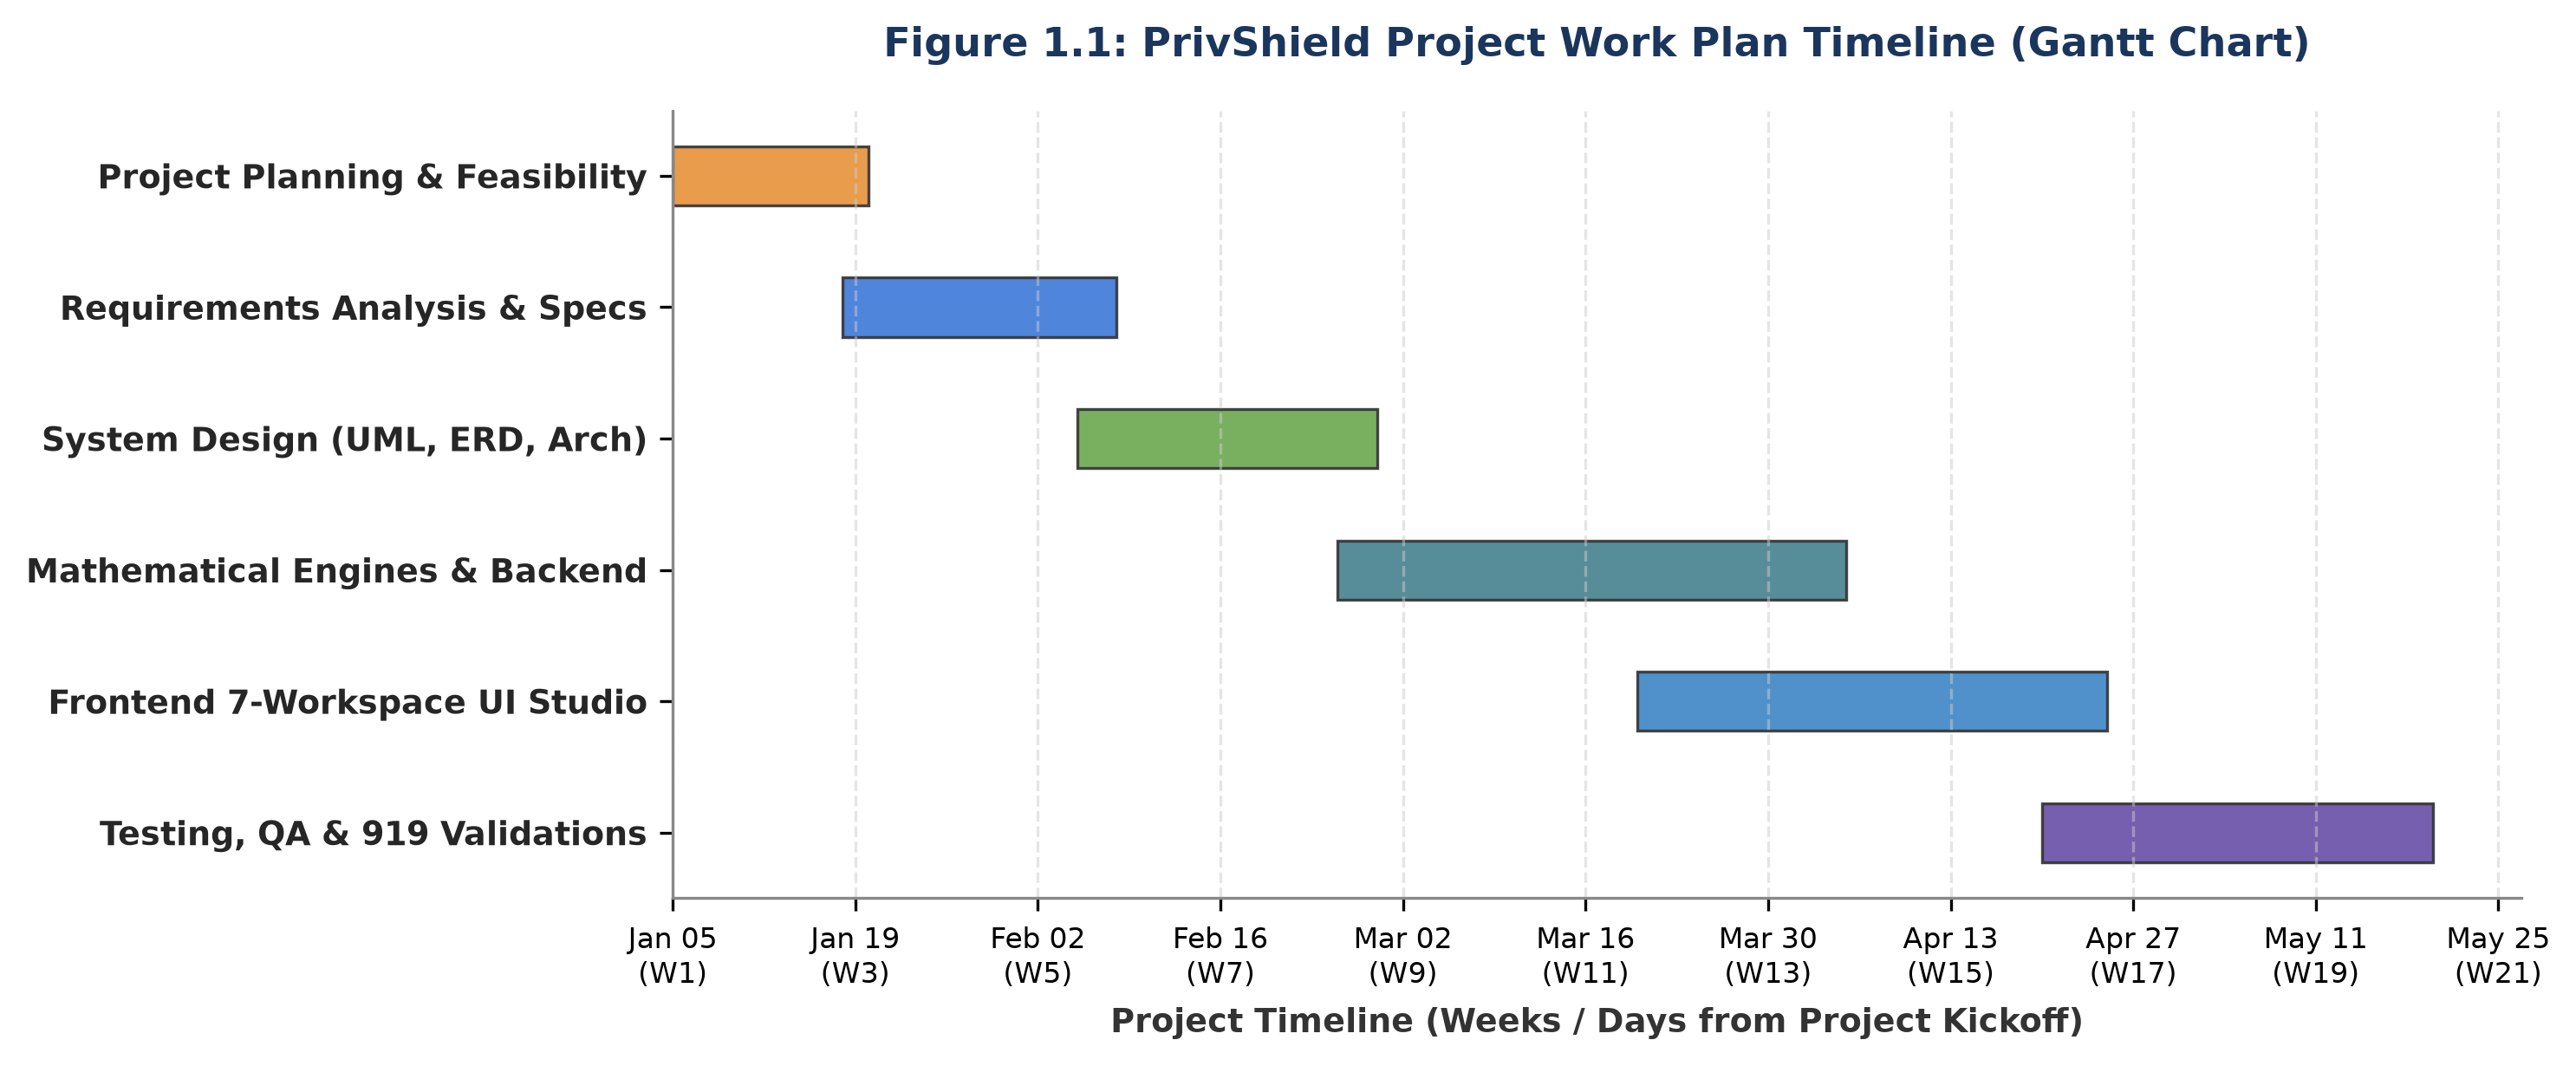 Figure 1.1: PrivShield Project Work Plan Timeline (Gantt Chart)
Project Planning & Feasibility
Requirements Analysis & Specs
System Design (UML, ERD, Arch)
Mathematical Engines & Backend
Frontend 7-Workspace UI Studio
Testing, QA & 919 Validations
Jan 05 Jan 19 Feb 02 Feb 16 Mar 02 Mar 16 Mar 30 Apr 13 Apr 27 May 11 May 25
(W1) (W3) (W5) (W7) (W9) (W11) (W13) (W15) (W17) (W19) (W21)
Project Timeline (Weeks / Days from Project Kickoff)